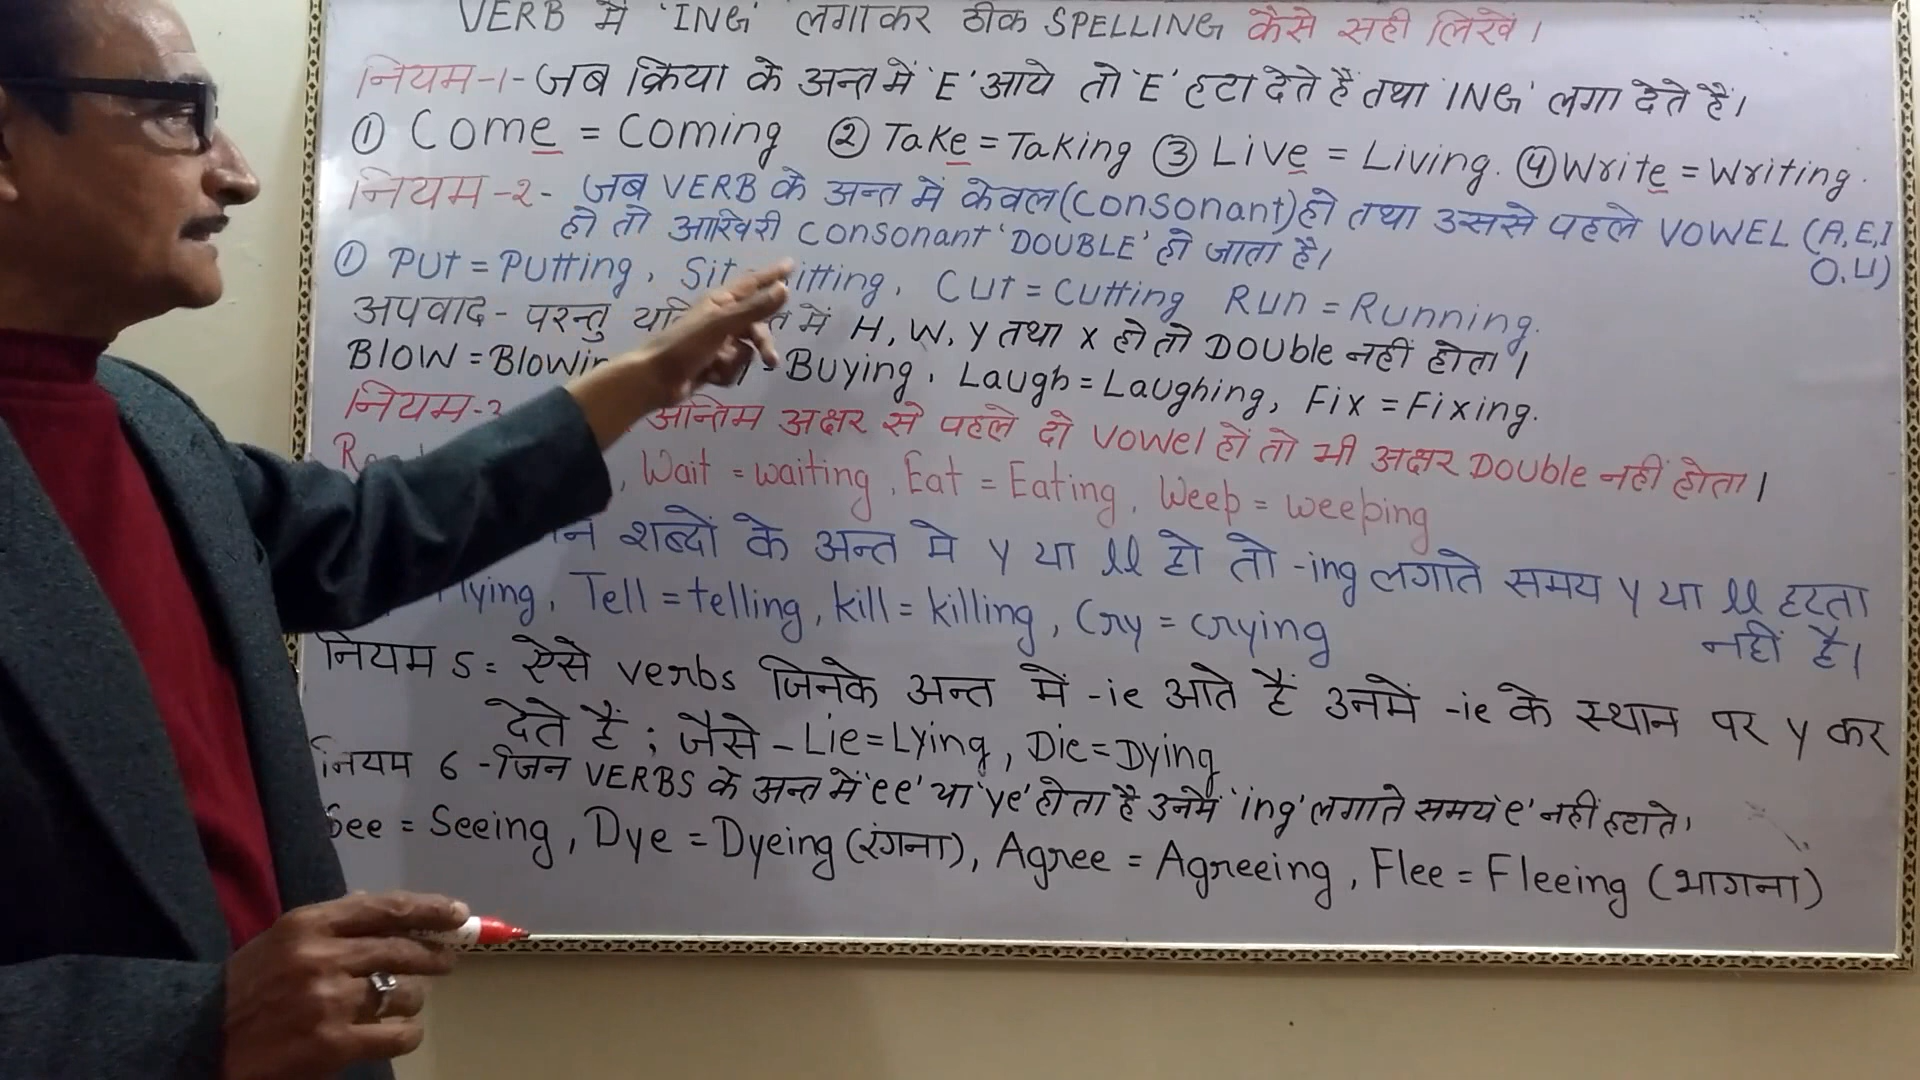 VERB में 'ING' लगाकर ठीक SPELLING कैसे सही लिखें।
नियम-1- जब क्रिया के अन्त में 'E' आये तो 'E' हटा देते हैं तथा 'ING' लगा देते हैं।
① Come = Coming ② Take = Taking ③ Live = Living. ④ Write = Writing.
नियम-2- जब VERB के अन्त में केवल (Consonant) हो तथा उससे पहले VOWEL (A,E,I
O,U)
हो तो आखिरी Consonant 'DOUBLE' हो जाता है।
① Put = Putting, Sit = itting, Cut = Cutting Run = Running.
अपवाद- परन्तु में H, W, Y तथा X हो तो Double नहीं होता।
Blow = Blowin = Buying, Laugh = Laughing, Fix = Fixing.
नियम-3 अन्तिम अक्षर से पहले दो Vowel हों तो भी अक्षर Double नहीं होता।
Wait = waiting, Eat = Eating, Weep = weeping
शब्दों के अन्त मे y या ll हो तो -ing लगाते समय y या ll हटता
नहीं है।
lying, Tell = telling, kill = killing, Cry = crying
नियम 5= ऐसे verbs जिनके अन्त में -ie आते हैं उनमें -ie के स्थान पर y कर
देते हैं ; जैसे - Lie = Lying, Die = Dying
नियम 6 - जिन VERBS के अन्त में 'ee' या 'ye' होता है उनमें 'ing' लगाते समय 'e' नहीं हटाते।
See = Seeing, Dye = Dyeing (रंगना), Agree = Agreeing, Flee = Fleeing (भागना)